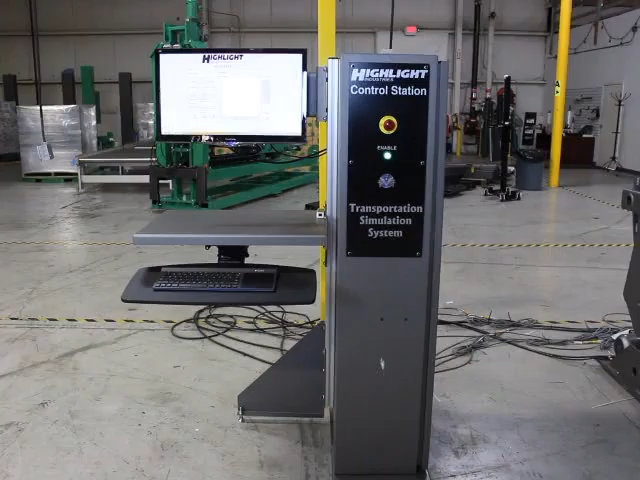 HIGHLIGHT
HIGHLIGHT
INDUSTRIES
Control Station
ENABLE
Transportation
Simulation
System